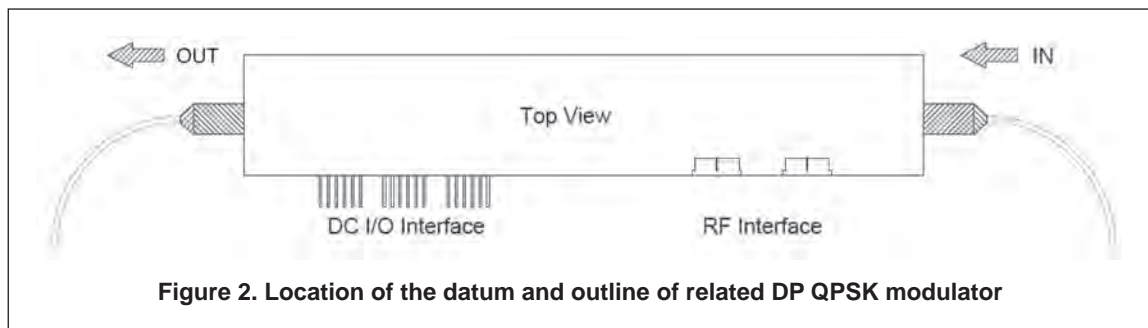 OUT
IN
Top View
DC I/O Interface
RF Interface
Figure 2. Location of the datum and outline of related DP QPSK modulator